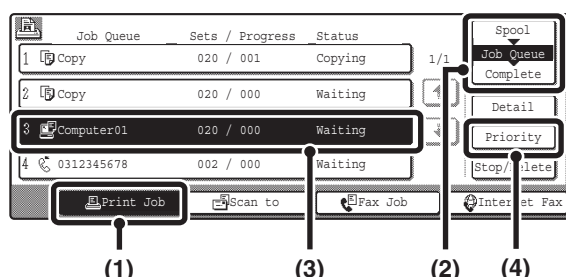 Job Queue Sets / Progress Status
1 Copy 020 / 001 Copying
2 Copy 020 / 000 Waiting
3 Computer01 020 / 000 Waiting
4 0312345678 002 / 000 Waiting
1/1
Spool
Job Queue
Complete
Detail
Priority
Stop/Delete
Print Job Scan to Fax Job Internet Fax
(1) (3) (2) (4)